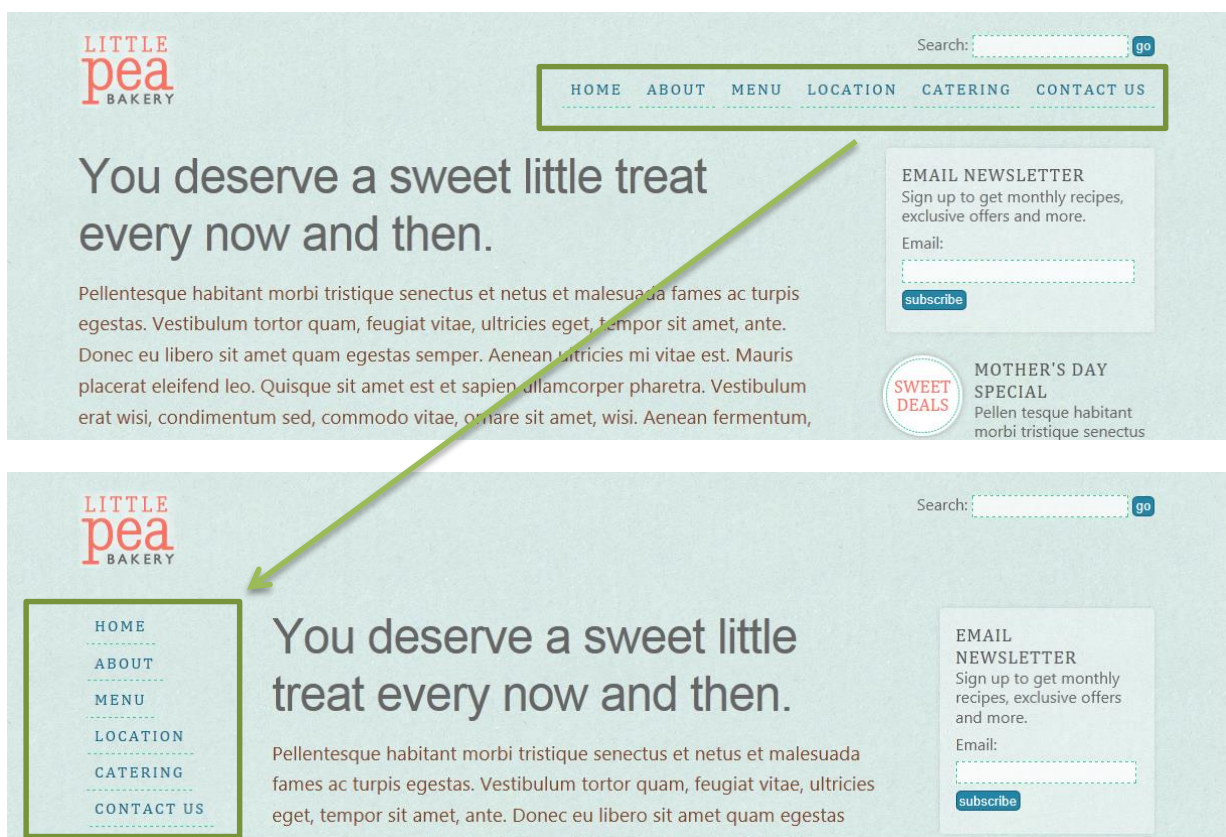 LITTLE
pea
BAKERY
Search:
go
HOME ABOUT MENU LOCATION CATERING CONTACT US
You deserve a sweet little treat
every now and then.
Pellentesque habitant morbi tristique senectus et netus et malesuada fames ac turpis
egestas. Vestibulum tortor quam, feugiat vitae, ultricies eget, tempor sit amet, ante.
Donec eu libero sit amet quam egestas semper. Aenean ultricies mi vitae est. Mauris
placerat eleifend leo. Quisque sit amet est et sapien ullamcorper pharetra. Vestibulum
erat wisi, condimentum sed, commodo vitae, ornare sit amet, wisi. Aenean fermentum,
EMAIL NEWSLETTER
Sign up to get monthly recipes,
exclusive offers and more.
Email:
subscribe
SWEET
DEALS
MOTHER'S DAY
SPECIAL
Pellen tesque habitant
morbi tristique senectus
LITTLE
pea
BAKERY
Search:
go
HOME
ABOUT
MENU
LOCATION
CATERING
CONTACT US
You deserve a sweet little
treat every now and then.
Pellentesque habitant morbi tristique senectus et netus et malesuada
fames ac turpis egestas. Vestibulum tortor quam, feugiat vitae, ultricies
eget, tempor sit amet, ante. Donec eu libero sit amet quam egestas
EMAIL
NEWSLETTER
Sign up to get monthly
recipes, exclusive offers
and more.
Email:
subscribe